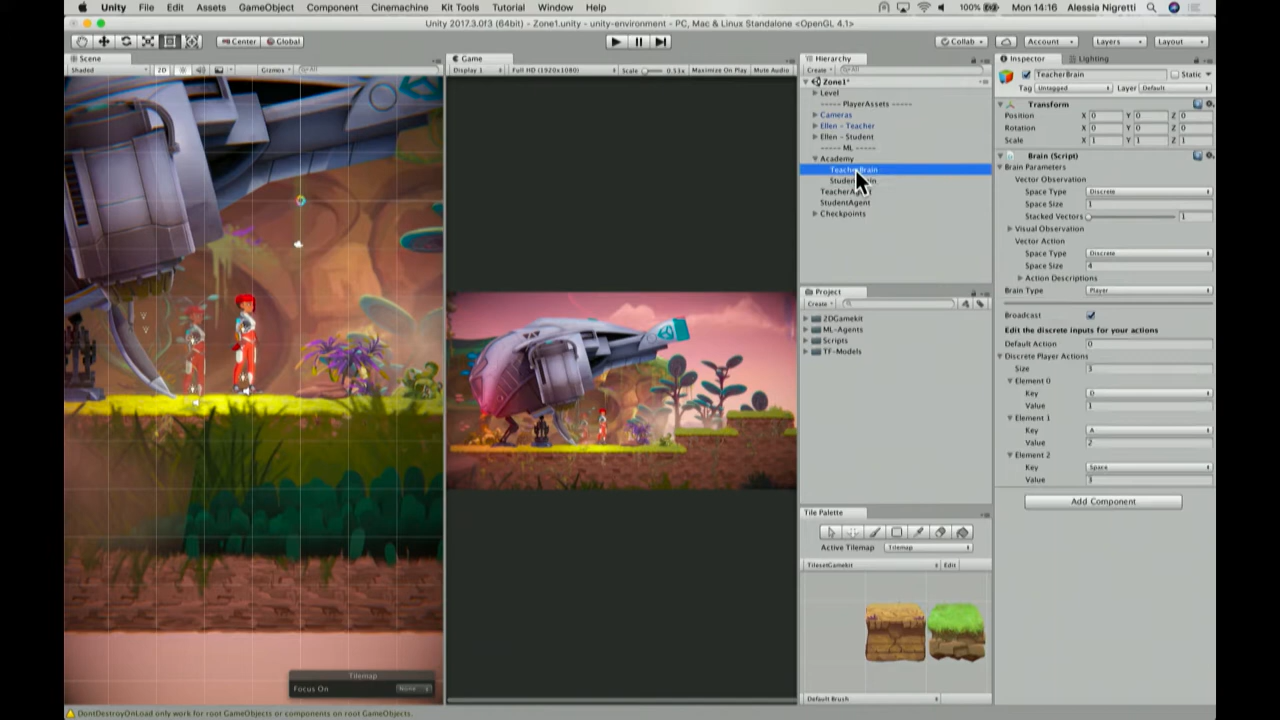 Unity File Edit Assets GameObject Component Cinemachine Kit Tools Tutorial Window Help
100% Mon 14:16 Alessia Nigretti
Unity 2017.3.0f3 (64bit) - Zone1.unity - unity-environment - PC, Mac & Linux Standalone <OpenGL 4.1>
Center Global
Collab Account Layers Layout
Scene
Shaded 2D Gizmos All
Game
Display 1 Full HD (1920x1080) Scale 0.33x Maximize On Play Mute Audio
Hierarchy
Create All
Zone1*
Level
----- PlayerAssets -----
Cameras
Ellen - Teacher
Ellen - Student
----- ML -----
Academy
TeacherBrain
StudentBrain
TeacherAgent
StudentAgent
Checkpoints
Project
Create
2DGamekit
ML-Agents
Scripts
TF-Models
Tile Palette
Active Tilemap Tilemap
TilesetGamekit Edit
Default Brush
Inspector Lighting
TeacherBrain Static
Tag Untagged Layer Default
Transform
Position X 0 Y 0 Z 0
Rotation X 0 Y 0 Z 0
Scale X 1 Y 1 Z 1
Brain (Script)
Brain Parameters
Vector Observation
Space Type Discrete
Space Size 1
Stacked Vectors 1
Visual Observation
Vector Action
Space Type Discrete
Space Size 4
Action Descriptions
Brain Type Player
Broadcast
Edit the discrete inputs for your actions
Default Action 0
Discrete Player Actions
Size 3
Element 0
Key D
Value 1
Element 1
Key A
Value 2
Element 2
Key Space
Value 3
Add Component
Tilemap
Focus On None
DontDestroyOnLoad only work for root GameObjects or components on root GameObjects.